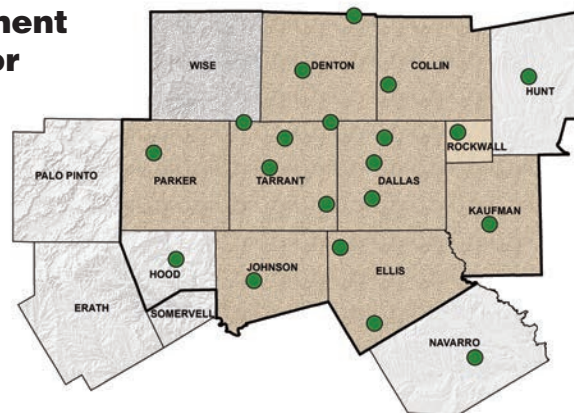 ment
or
WISE
DENTON
COLLIN
HUNT
ROCKWALL
PALO PINTO
PARKER
TARRANT
DALLAS
KAUFMAN
HOOD
JOHNSON
ELLIS
ERATH
SOMERVELL
NAVARRO